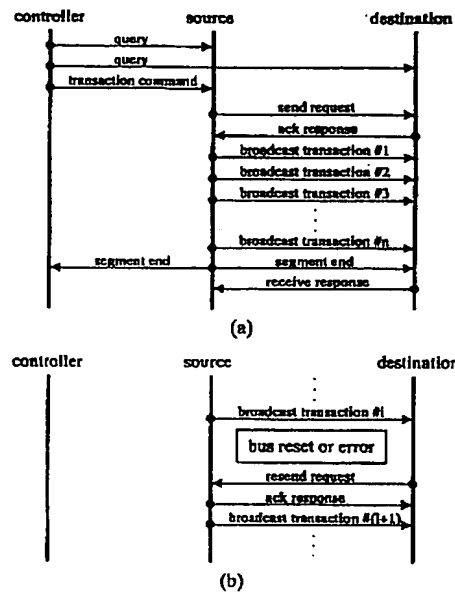 controller source destination
query
query
transaction command
send request
ack response
broadcast transaction #1
broadcast transaction #2
broadcast transaction #3
broadcast transaction #n
segment end segment end
receive response
(a)
controller source destination
broadcast transaction #i
bus reset or error
resend request
ack response
broadcast transaction #(i+1)
(b)